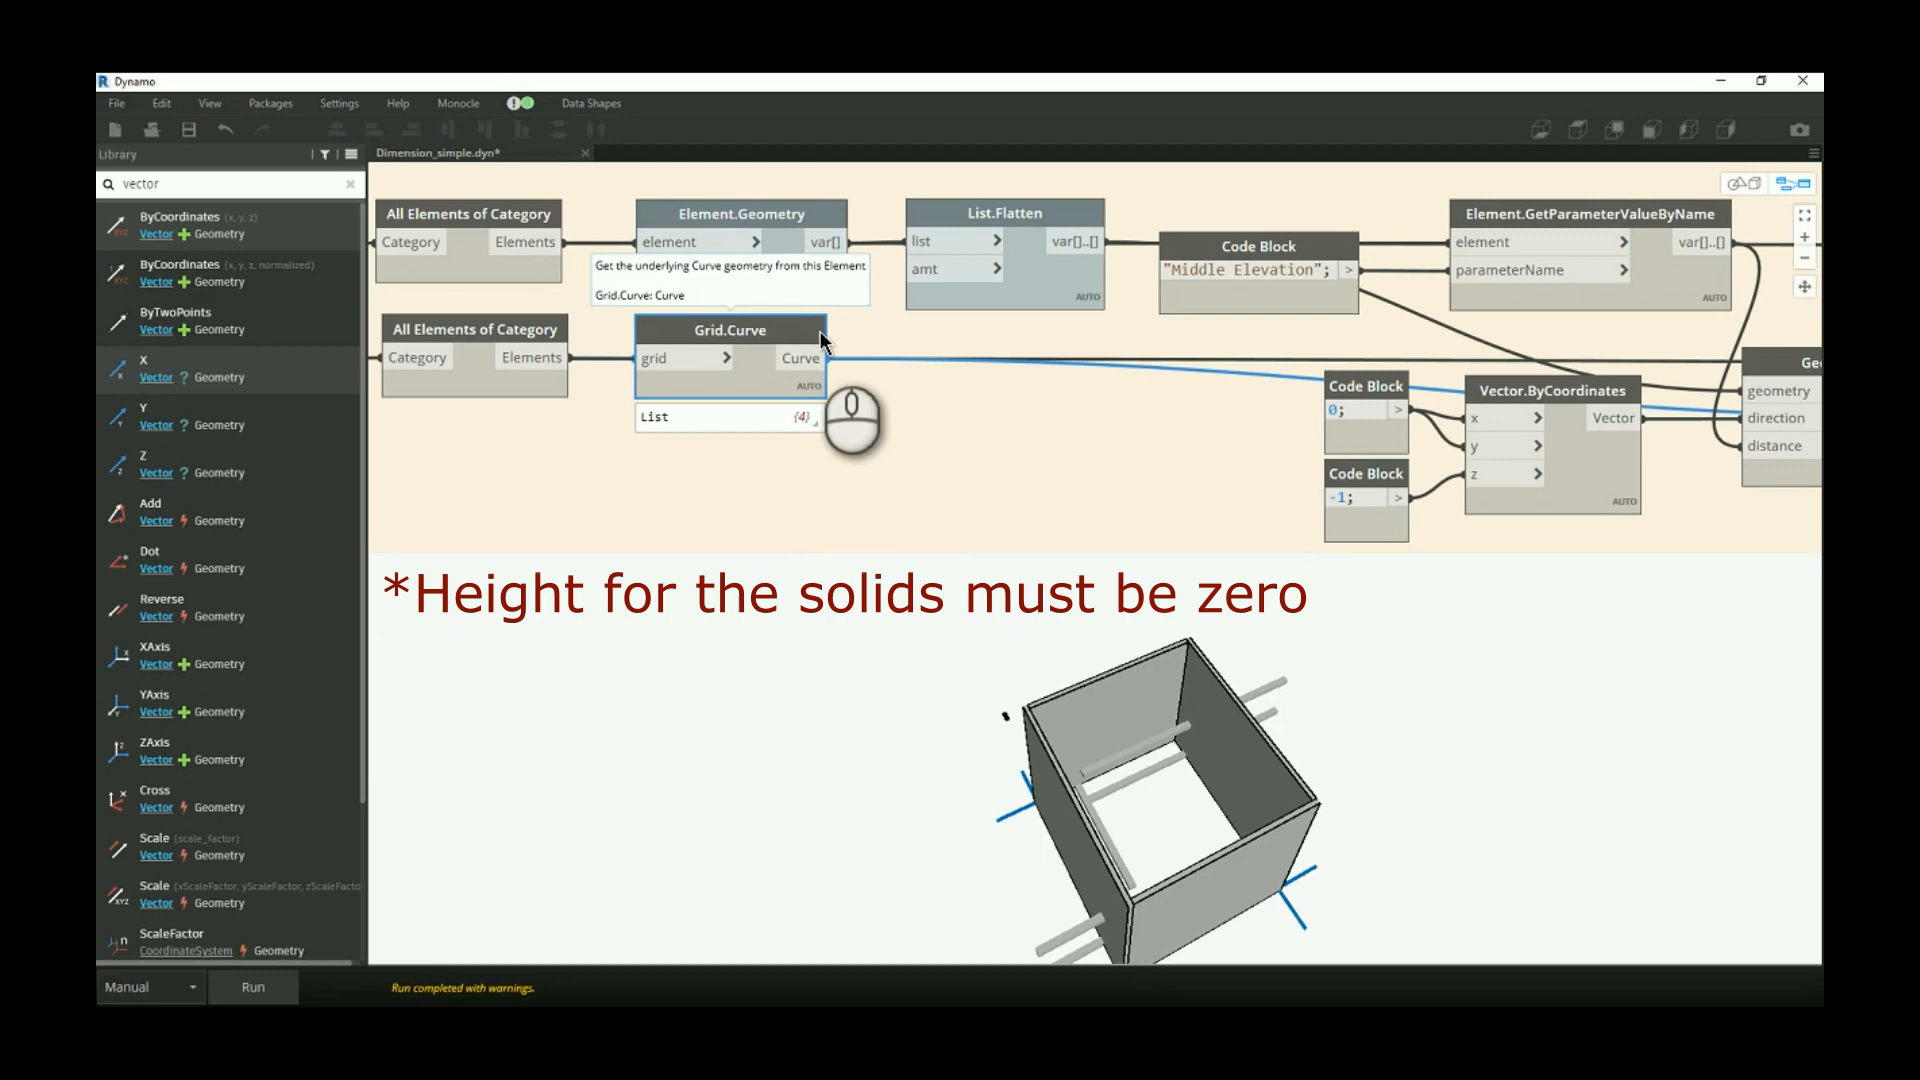 Dynamo
File Edit View Packages Settings Help Monocle Data Shapes
Library
Dimension_simple.dyn*
vector
ByCoordinates (x, y, z)
Vector Geometry
ByCoordinates (x, y, z, normalized)
Vector Geometry
ByTwoPoints
Vector Geometry
X
Vector ? Geometry
Y
Vector ? Geometry
Z
Vector ? Geometry
Add
Vector Geometry
Dot
Vector Geometry
Reverse
Vector Geometry
XAxis
Vector Geometry
YAxis
Vector Geometry
ZAxis
Vector Geometry
Cross
Vector Geometry
Scale (scale_factor)
Vector Geometry
Scale (xScaleFactor, yScaleFactor, zScaleFacto
Vector Geometry
ScaleFactor
CoordinateSystem Geometry
All Elements of Category
Category Elements
Element.Geometry
element > var[]
Get the underlying Curve geometry from this Element
Grid.Curve: Curve
List.Flatten
list > var[]..[]
amt >
AUTO
Code Block
"Middle Elevation"; >
Element.GetParameterValueByName
element > var[]..[]
parameterName >
AUTO
All Elements of Category
Category Elements
Grid.Curve
grid > Curve
AUTO
List {4}
Code Block
0; >
Code Block
-1; >
Vector.ByCoordinates
x > Vector
y >
z >
AUTO
Geo
geometry
direction
distance
*Height for the solids must be zero
Manual Run
Run completed with warnings.